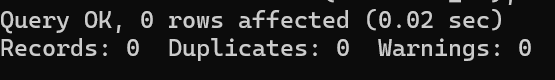 Query OK, 0 rows affected (0.02 sec)
Records: 0  Duplicates: 0  Warnings: 0